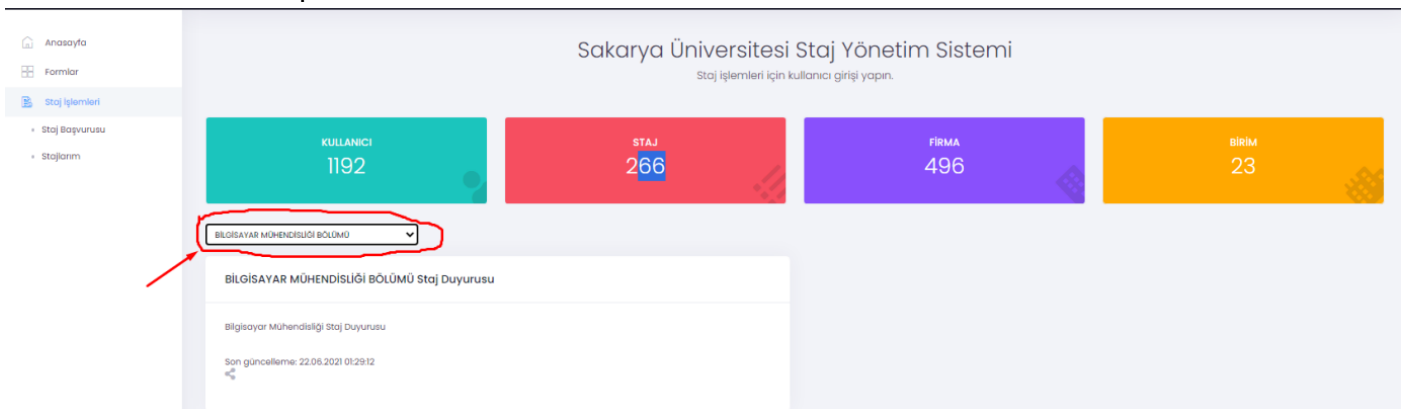 Anasayfa
Formlar
Staj İşlemleri
Staj Başvurusu
Stajlarım
Sakarya Üniversitesi Staj Yönetim Sistemi
Staj işlemleri için kullanıcı girişi yapın.
KULLANICI
1192
STAJ
266
FİRMA
496
BİRİM
23
BİLGİSAYAR MÜHENDİSLİĞİ BÖLÜMÜ
BİLGİSAYAR MÜHENDİSLİĞİ BÖLÜMÜ Staj Duyurusu
Bilgisayar Mühendisliği Staj Duyurusu
Son güncelleme: 22.06.2021 01:29:12